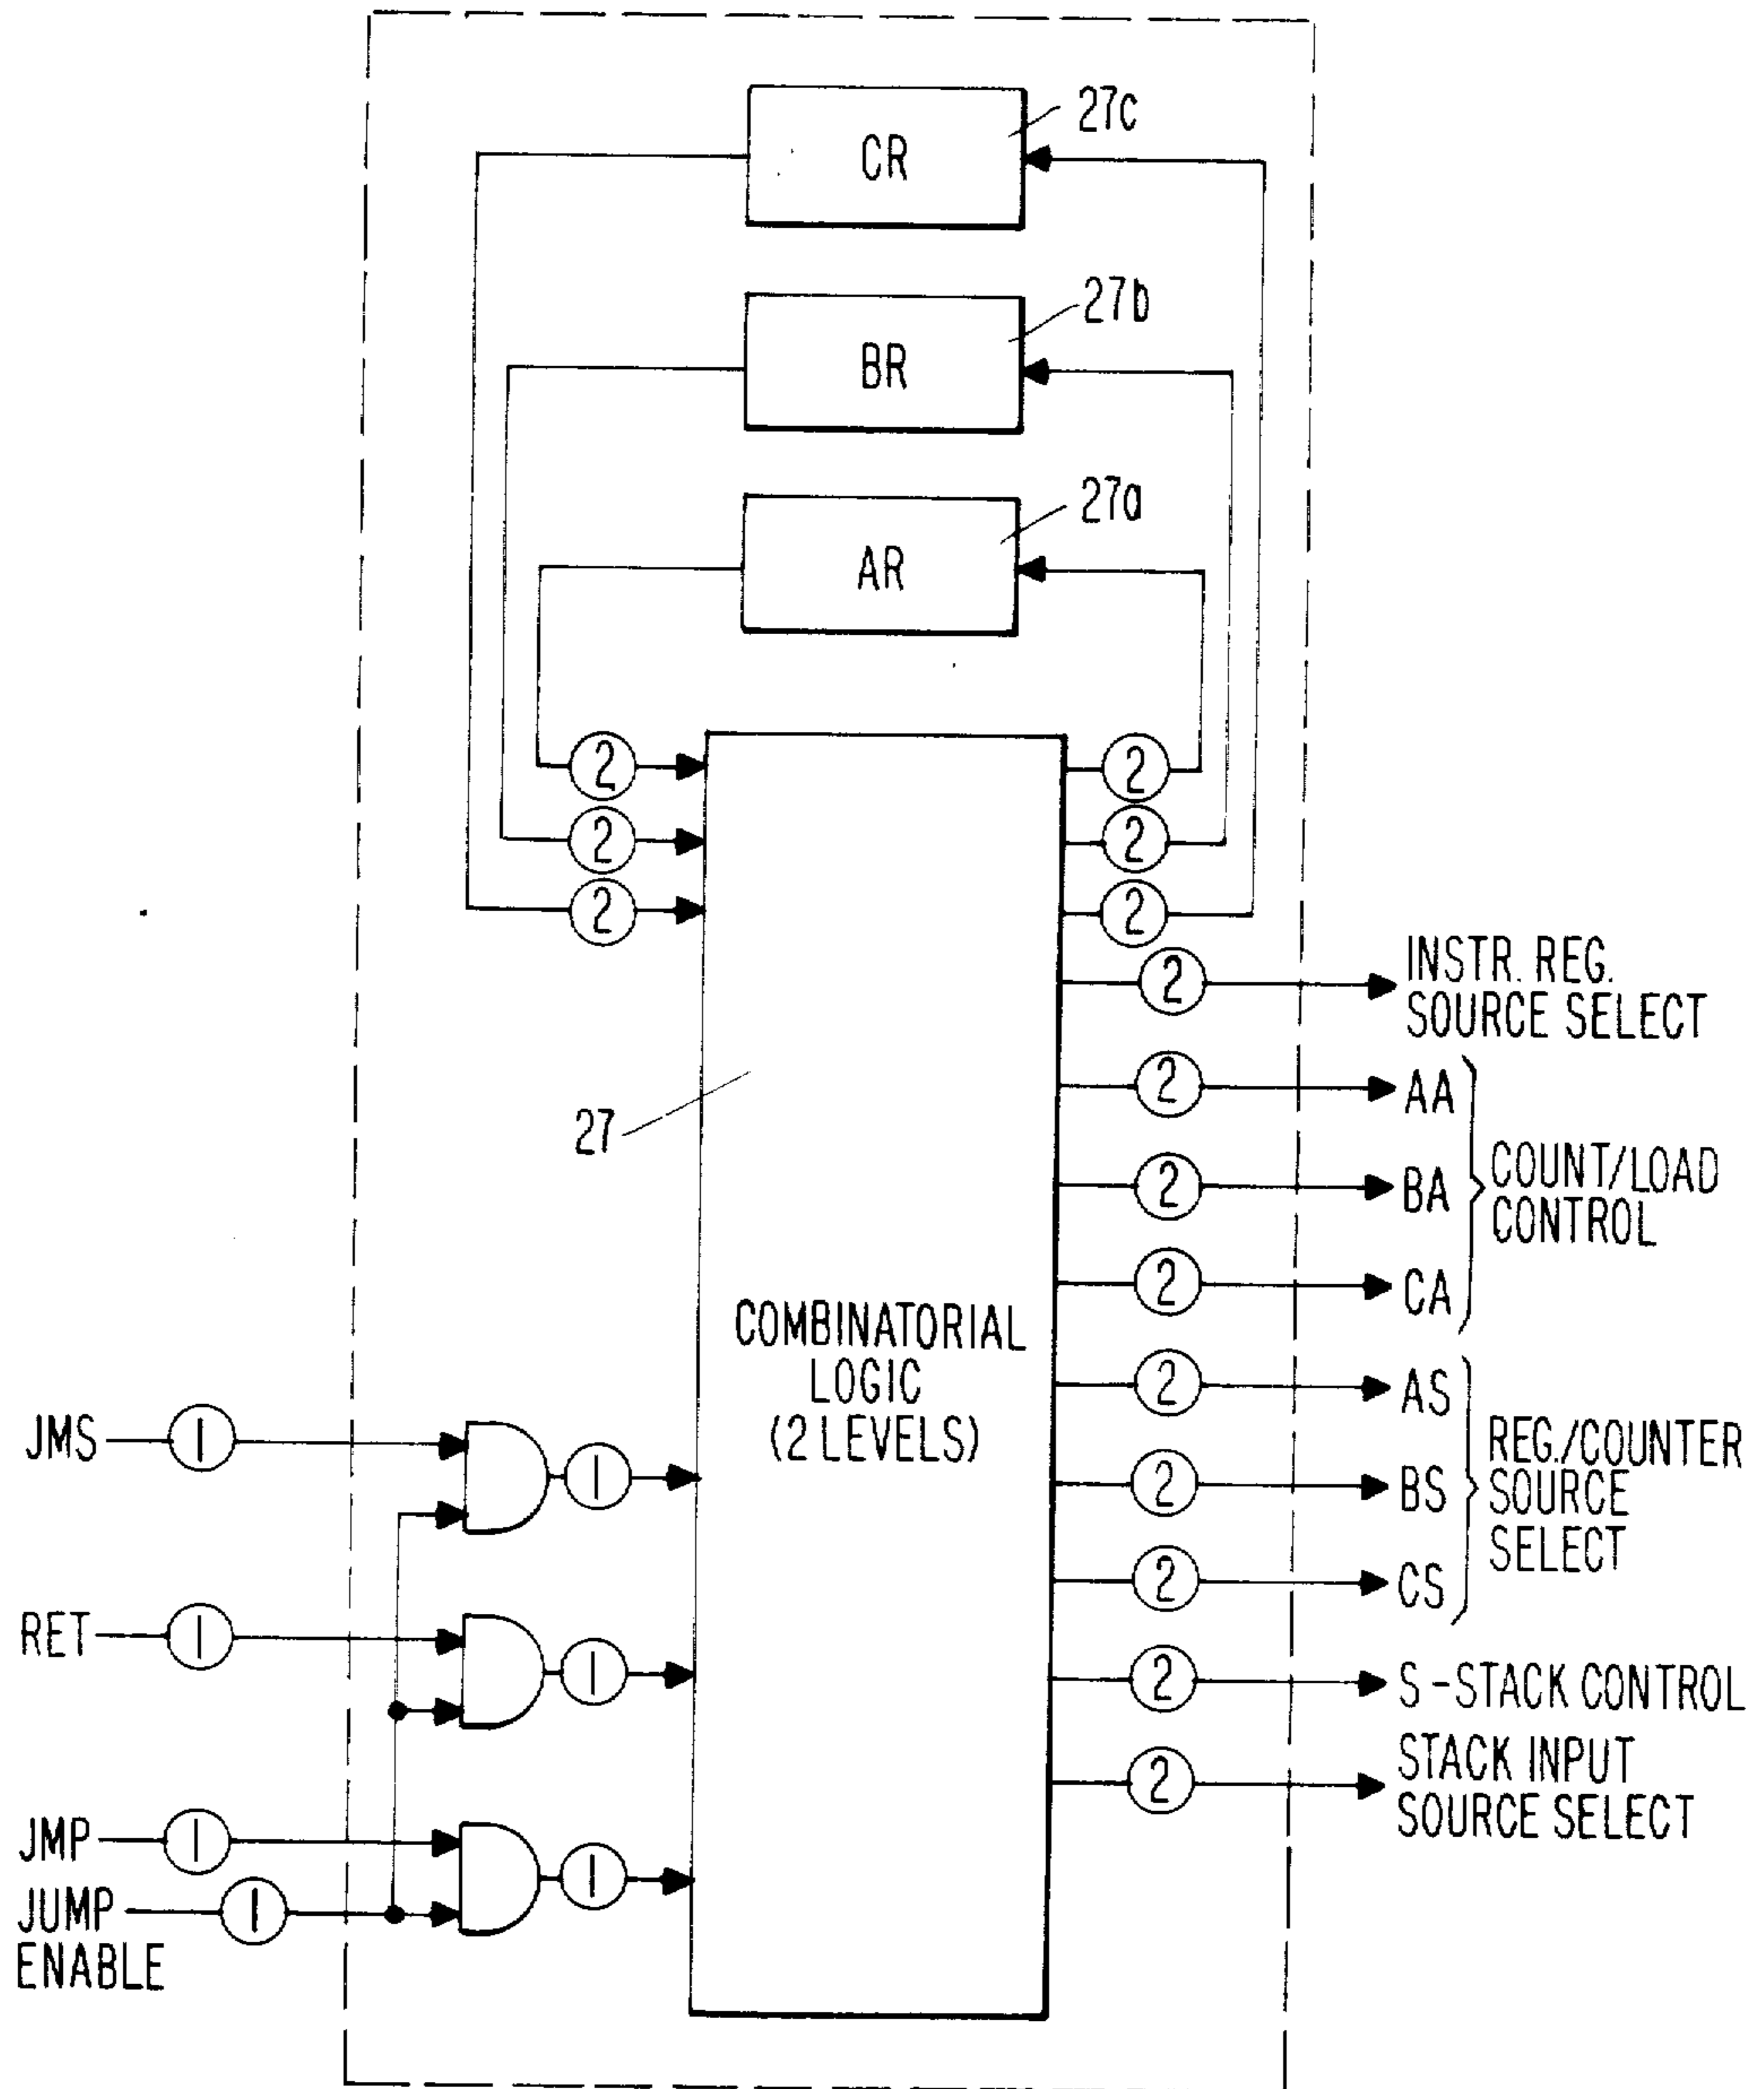 27c
CR
27b
BR
27a
AR
2
2
2
2
2
2
2
INSTR. REG.
SOURCE SELECT
2
AA
2
BA
COUNT/LOAD
CONTROL
2
CA
27
COMBINATORIAL
LOGIC
(2 LEVELS)
2
AS
2
BS
REG./COUNTER
SOURCE
SELECT
2
CS
JMS
1
1
RET
1
1
2
S-STACK CONTROL
2
STACK INPUT
SOURCE SELECT
JMP
1
1
JUMP
ENABLE
1